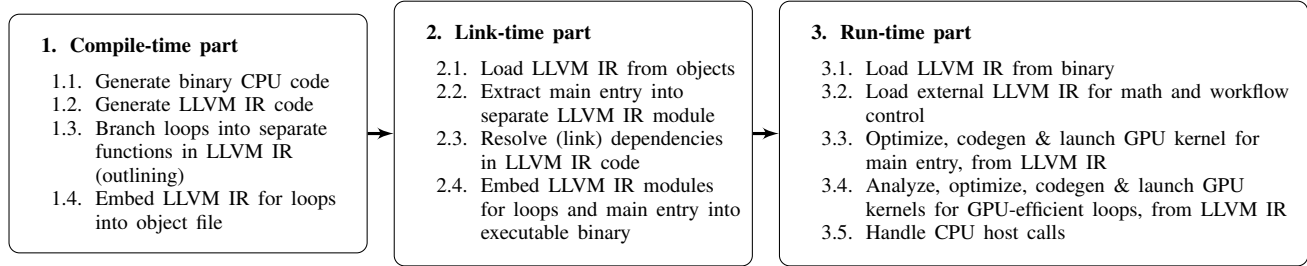 1. Compile-time part
1.1. Generate binary CPU code
1.2. Generate LLVM IR code
1.3. Branch loops into separate
functions in LLVM IR
(outlining)
1.4. Embed LLVM IR for loops
into object file
2. Link-time part
2.1. Load LLVM IR from objects
2.2. Extract main entry into
separate LLVM IR module
2.3. Resolve (link) dependencies
in LLVM IR code
2.4. Embed LLVM IR modules
for loops and main entry into
executable binary
3. Run-time part
3.1. Load LLVM IR from binary
3.2. Load external LLVM IR for math and workflow
control
3.3. Optimize, codegen & launch GPU kernel for
main entry, from LLVM IR
3.4. Analyze, optimize, codegen & launch GPU
kernels for GPU-efficient loops, from LLVM IR
3.5. Handle CPU host calls